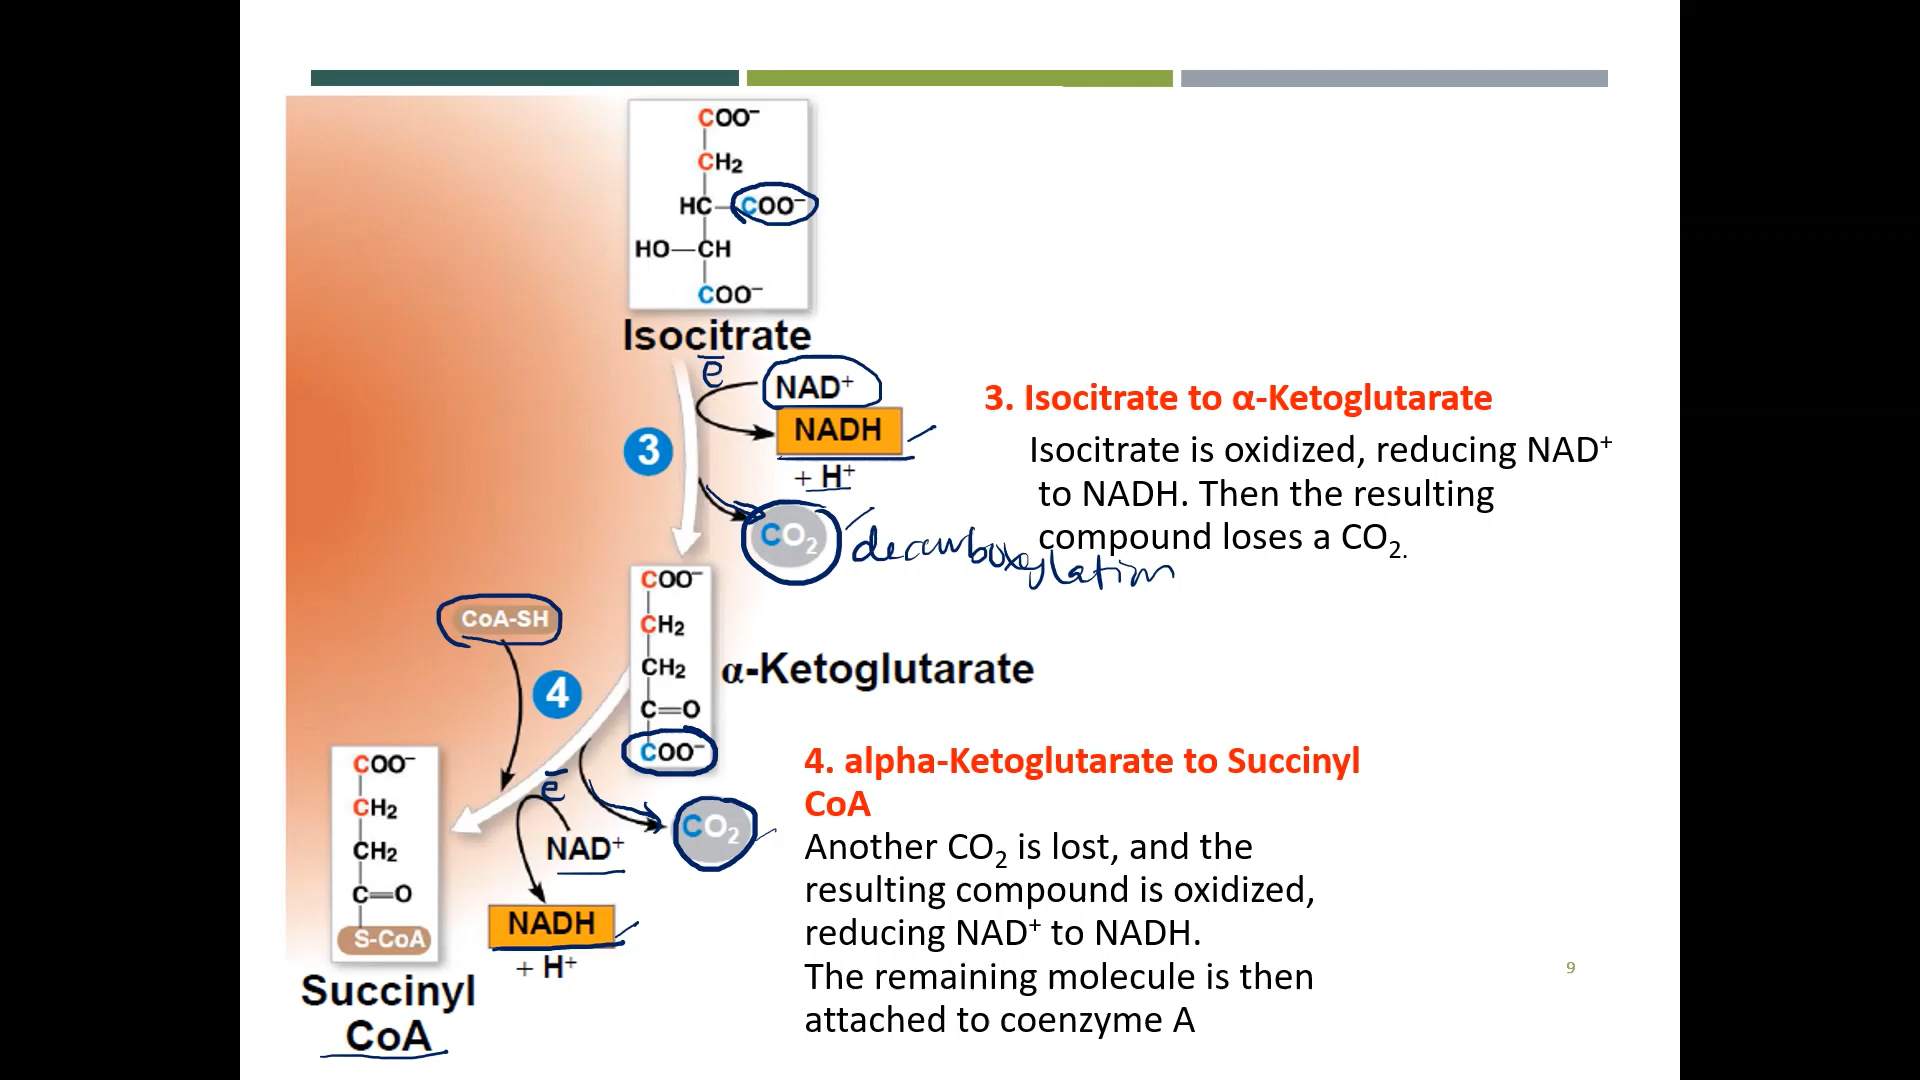 COO⁻
CH₂
HC—COO⁻
HO—CH
COO⁻
Isocitrate
e̅
NAD⁺
NADH
+ H⁺
3
CO₂
decarboxylation
3. Isocitrate to α-Ketoglutarate
Isocitrate is oxidized, reducing NAD⁺
to NADH. Then the resulting
compound loses a CO₂.
COO⁻
CH₂
CH₂
C=O
COO⁻
α-Ketoglutarate
CoA-SH
4
e̅
NAD⁺
CO₂
NADH
+ H⁺
COO⁻
CH₂
CH₂
C=O
S-CoA
Succinyl
CoA
4. alpha-Ketoglutarate to Succinyl
CoA
Another CO₂ is lost, and the
resulting compound is oxidized,
reducing NAD⁺ to NADH.
The remaining molecule is then
attached to coenzyme A
9